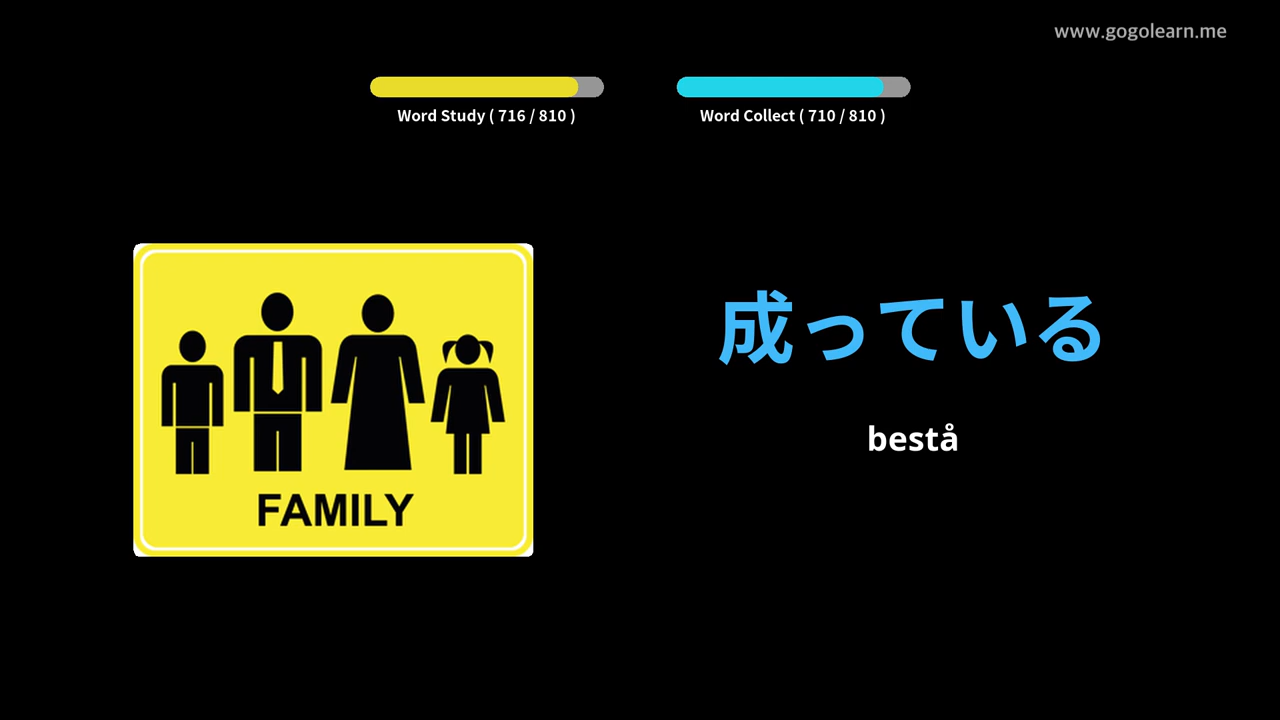 www.gogolearn.me
Word Study ( 716 / 810 )
Word Collect ( 710 / 810 )
成っている
bestå
FAMILY